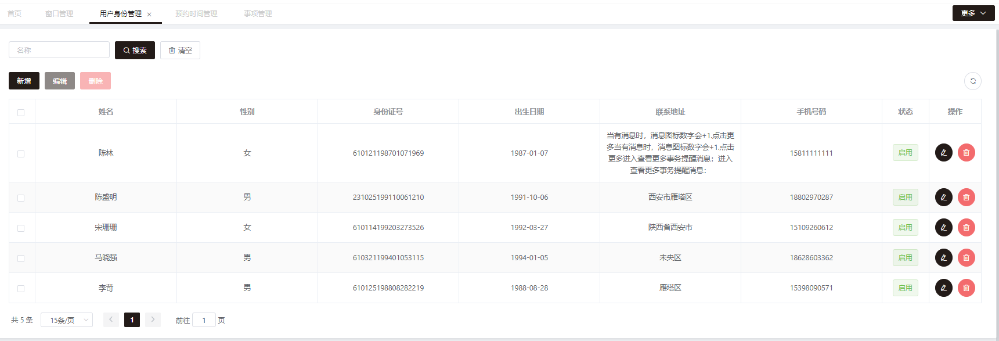 首页 窗口管理 用户身份管理 预约时间管理 事项管理 更多
名称 搜索 清空
新增 编辑 删除
姓名 性别 身份证号 出生日期 联系地址 手机号码 状态 操作
陈林 女 610121198701071969 1987-01-07 当有消息时，消息图标数字会+1,点击更 15811111111 启用
多当有消息时，消息图标数字会+1,点击
更多进入查看更多事务提醒消息：进入
查看更多事务提醒消息：
陈盛明 男 231025199110061210 1991-10-06 西安市雁塔区 18802970287 启用
宋珊珊 女 610114199203273526 1992-03-27 陕西省西安市 15109260612 启用
马晓强 男 610321199401053115 1994-01-05 未央区 18628603362 启用
李苛 男 610125198808282219 1988-08-28 雁塔区 15398090571 启用
共 5 条 15条/页 1 前往 1 页